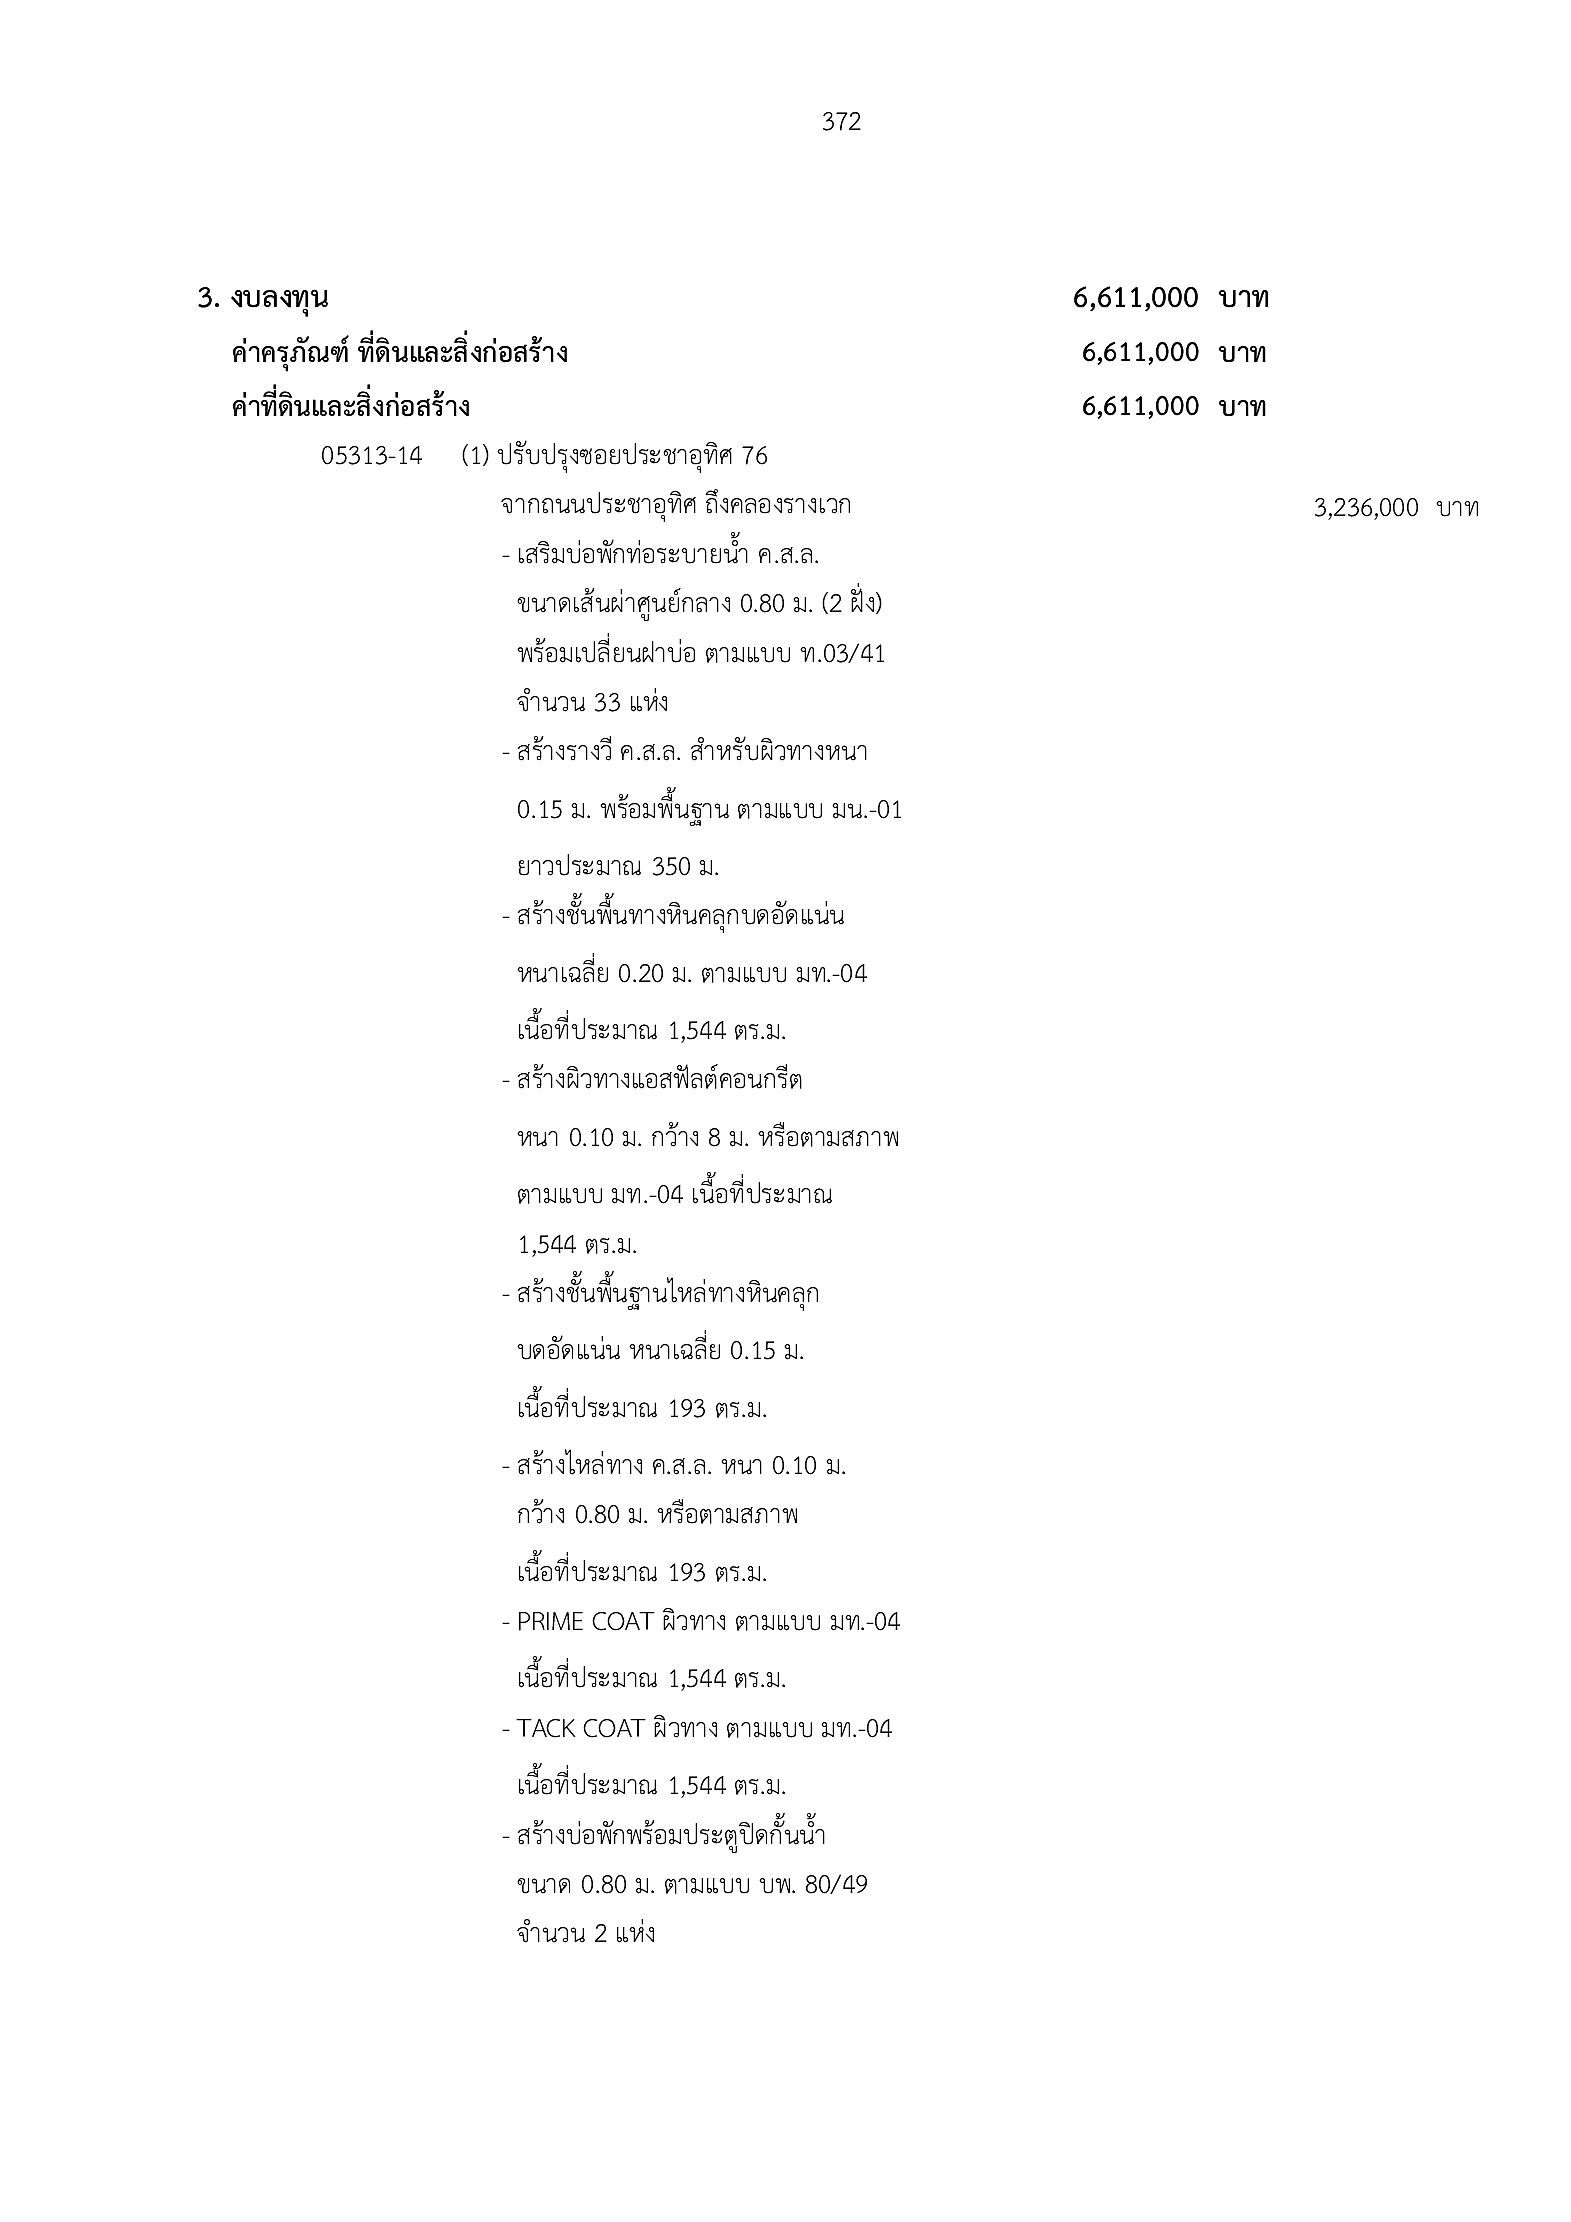 372
3. งบลงทุน 6,611,000 บาท
ค่าครุภัณฑ์ ที่ดินและสิ่งก่อสร้าง 6,611,000 บาท
ค่าที่ดินและสิ่งก่อสร้าง 6,611,000 บาท
05313-14 (1) ปรับปรุงซอยประชาอุทิศ 76
จากถนนประชาอุทิศ ถึงคลองรางเวก 3,236,000 บาท
- เสริมบ่อพักท่อระบายน้ำ ค.ส.ล.
ขนาดเส้นผ่าศูนย์กลาง 0.80 ม. (2 ฝั่ง)
พร้อมเปลี่ยนฝาบ่อ ตามแบบ ท.03/41
จำนวน 33 แห่ง
- สร้างรางวี ค.ส.ล. สำหรับผิวทางหนา
0.15 ม. พร้อมพื้นฐาน ตามแบบ มน.-01
ยาวประมาณ 350 ม.
- สร้างชั้นพื้นทางหินคลุกบดอัดแน่น
หนาเฉลี่ย 0.20 ม. ตามแบบ มท.-04
เนื้อที่ประมาณ 1,544 ตร.ม.
- สร้างผิวทางแอสฟัลต์คอนกรีต
หนา 0.10 ม. กว้าง 8 ม. หรือตามสภาพ
ตามแบบ มท.-04 เนื้อที่ประมาณ
1,544 ตร.ม.
- สร้างชั้นพื้นฐานไหล่ทางหินคลุก
บดอัดแน่น หนาเฉลี่ย 0.15 ม.
เนื้อที่ประมาณ 193 ตร.ม.
- สร้างไหล่ทาง ค.ส.ล. หนา 0.10 ม.
กว้าง 0.80 ม. หรือตามสภาพ
เนื้อที่ประมาณ 193 ตร.ม.
- PRIME COAT ผิวทาง ตามแบบ มท.-04
เนื้อที่ประมาณ 1,544 ตร.ม.
- TACK COAT ผิวทาง ตามแบบ มท.-04
เนื้อที่ประมาณ 1,544 ตร.ม.
- สร้างบ่อพักพร้อมประตูปิดกั้นน้ำ
ขนาด 0.80 ม. ตามแบบ บพ. 80/49
จำนวน 2 แห่ง